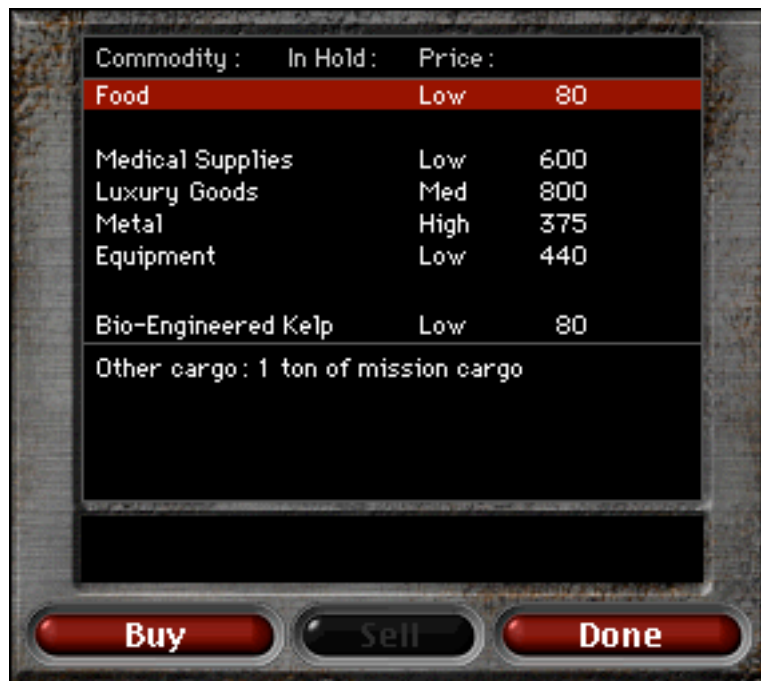 Commodity: In Hold: Price:
Food Low 80
Medical Supplies Low 600
Luxury Goods Med 800
Metal High 375
Equipment Low 440
Bio-Engineered Kelp Low 80
Other cargo: 1 ton of mission cargo
Buy Sell Done